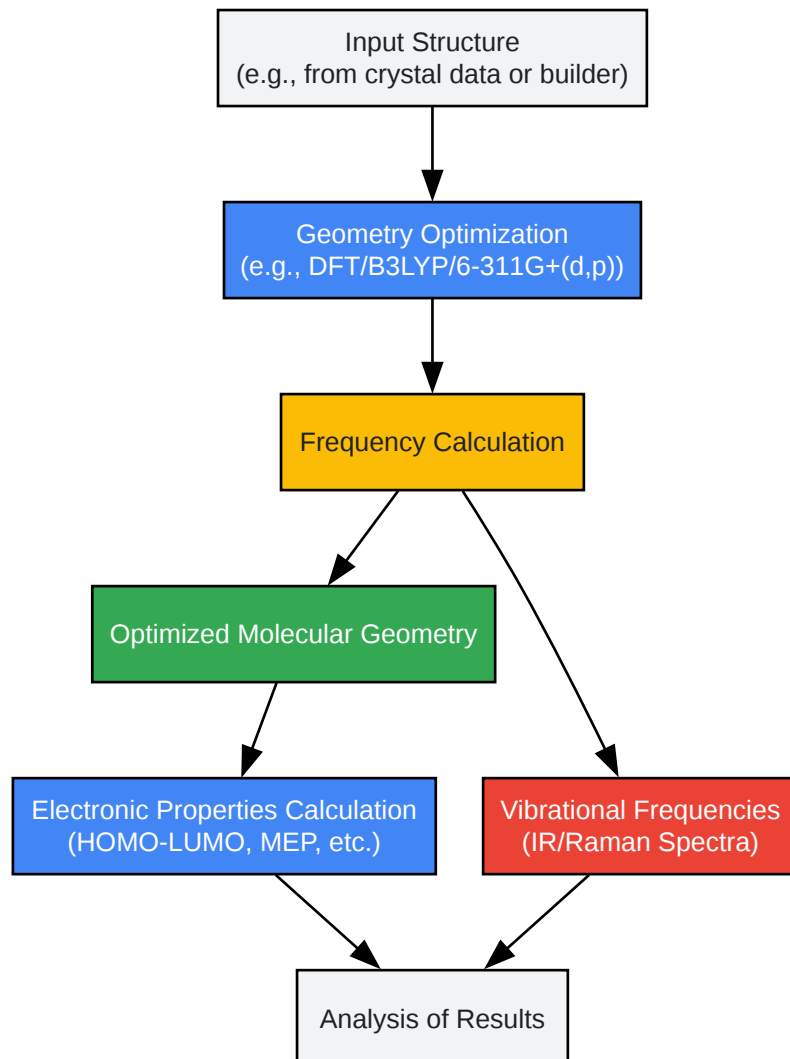 Input Structure
(e.g., from crystal data or builder)
Geometry Optimization
(e.g., DFT/B3LYP/6-311G+(d,p))
Frequency Calculation
Optimized Molecular Geometry
Electronic Properties Calculation
(HOMO-LUMO, MEP, etc.)
Vibrational Frequencies
(IR/Raman Spectra)
Analysis of Results